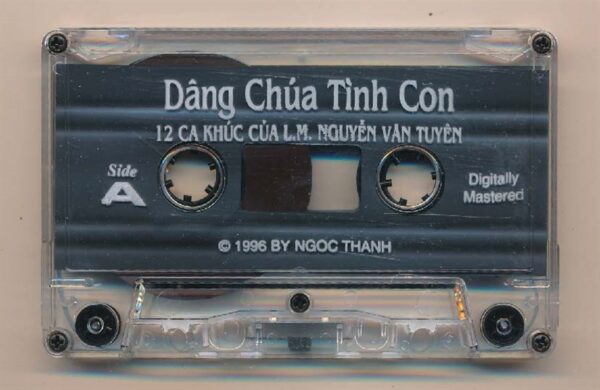 Dâng Chúa Tình Con
12 CA KHÚC CỦA L.M. NGUYỄN VĂN TUYÊN
Side
A
Digitally
Mastered
© 1996 BY NGOC THANH